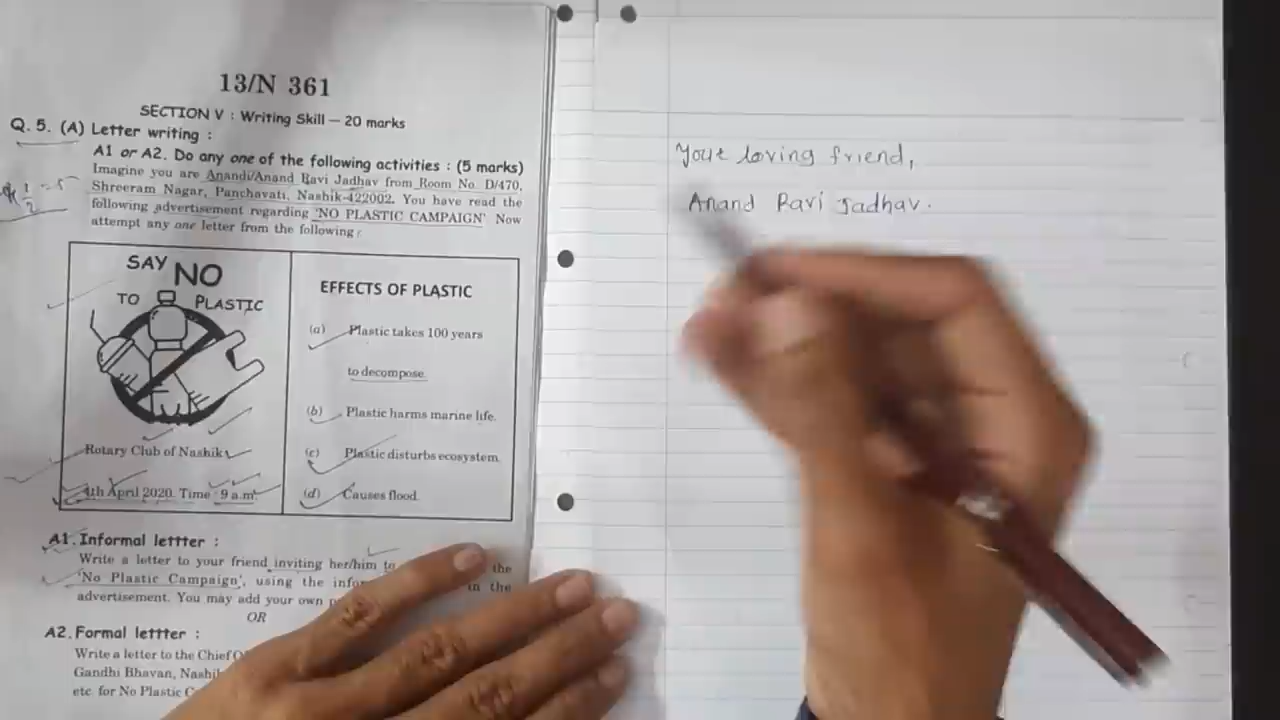 13/N 361
SECTION V : Writing Skill – 20 marks
Q. 5. (A) Letter writing :
A1 or A2. Do any one of the following activities : (5 marks)
Imagine you are Anandi/Anand Ravi Jadhav from Room No. D/470,
Shreeram Nagar, Panchavati, Nashik-422002. You have read the
following advertisement regarding 'NO PLASTIC CAMPAIGN' Now
attempt any one letter from the following :
SAY NO
TO PLASTIC
Rotary Club of Nashik
4th April 2020. Time : 9 a.m.
EFFECTS OF PLASTIC
(a) Plastic takes 100 years
to decompose.
(b) Plastic harms marine life.
(c) Plastic disturbs ecosystem.
(d) Causes flood.
A1. Informal lettter :
Write a letter to your friend inviting her/him to the
'No Plastic Campaign', using the in the
advertisement. You may add your own
OR
A2. Formal lettter :
Write a letter to the Chief
Gandhi Bhavan,
etc. for No Plastic
Your loving friend,
Anand Ravi Jadhav.